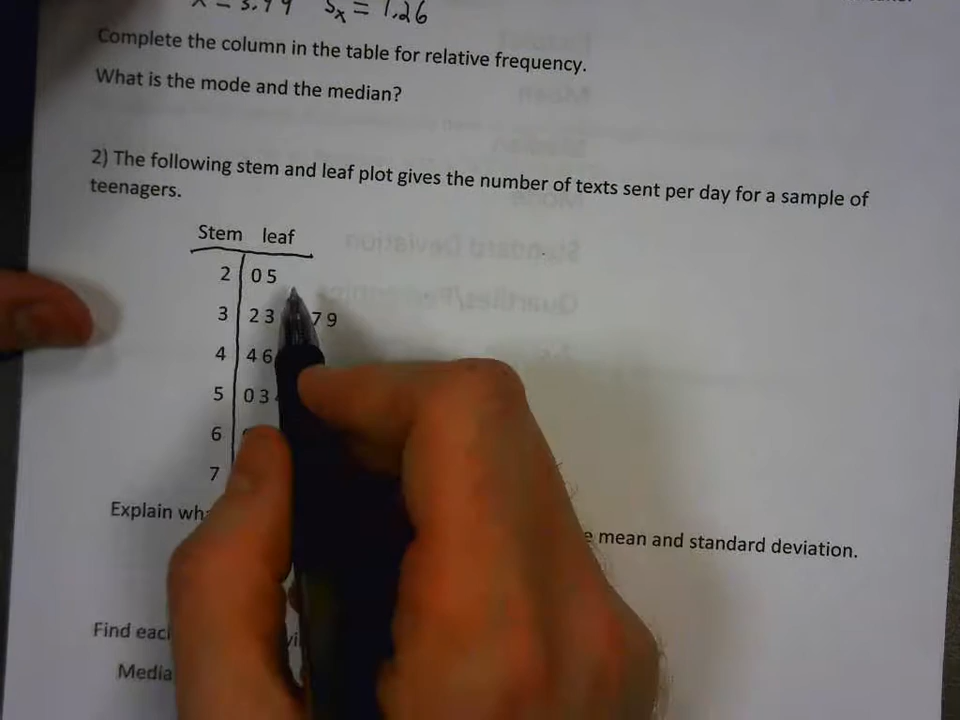 = 3.99 Sx = 1.26
Complete the column in the table for relative frequency.
What is the mode and the median?
2) The following stem and leaf plot gives the number of texts sent per day for a sample of
teenagers.
Stem leaf
2 0 5
3 2 3 7 9
4 4 6
5 0 3
6
7
Explain mean and standard deviation.
Find